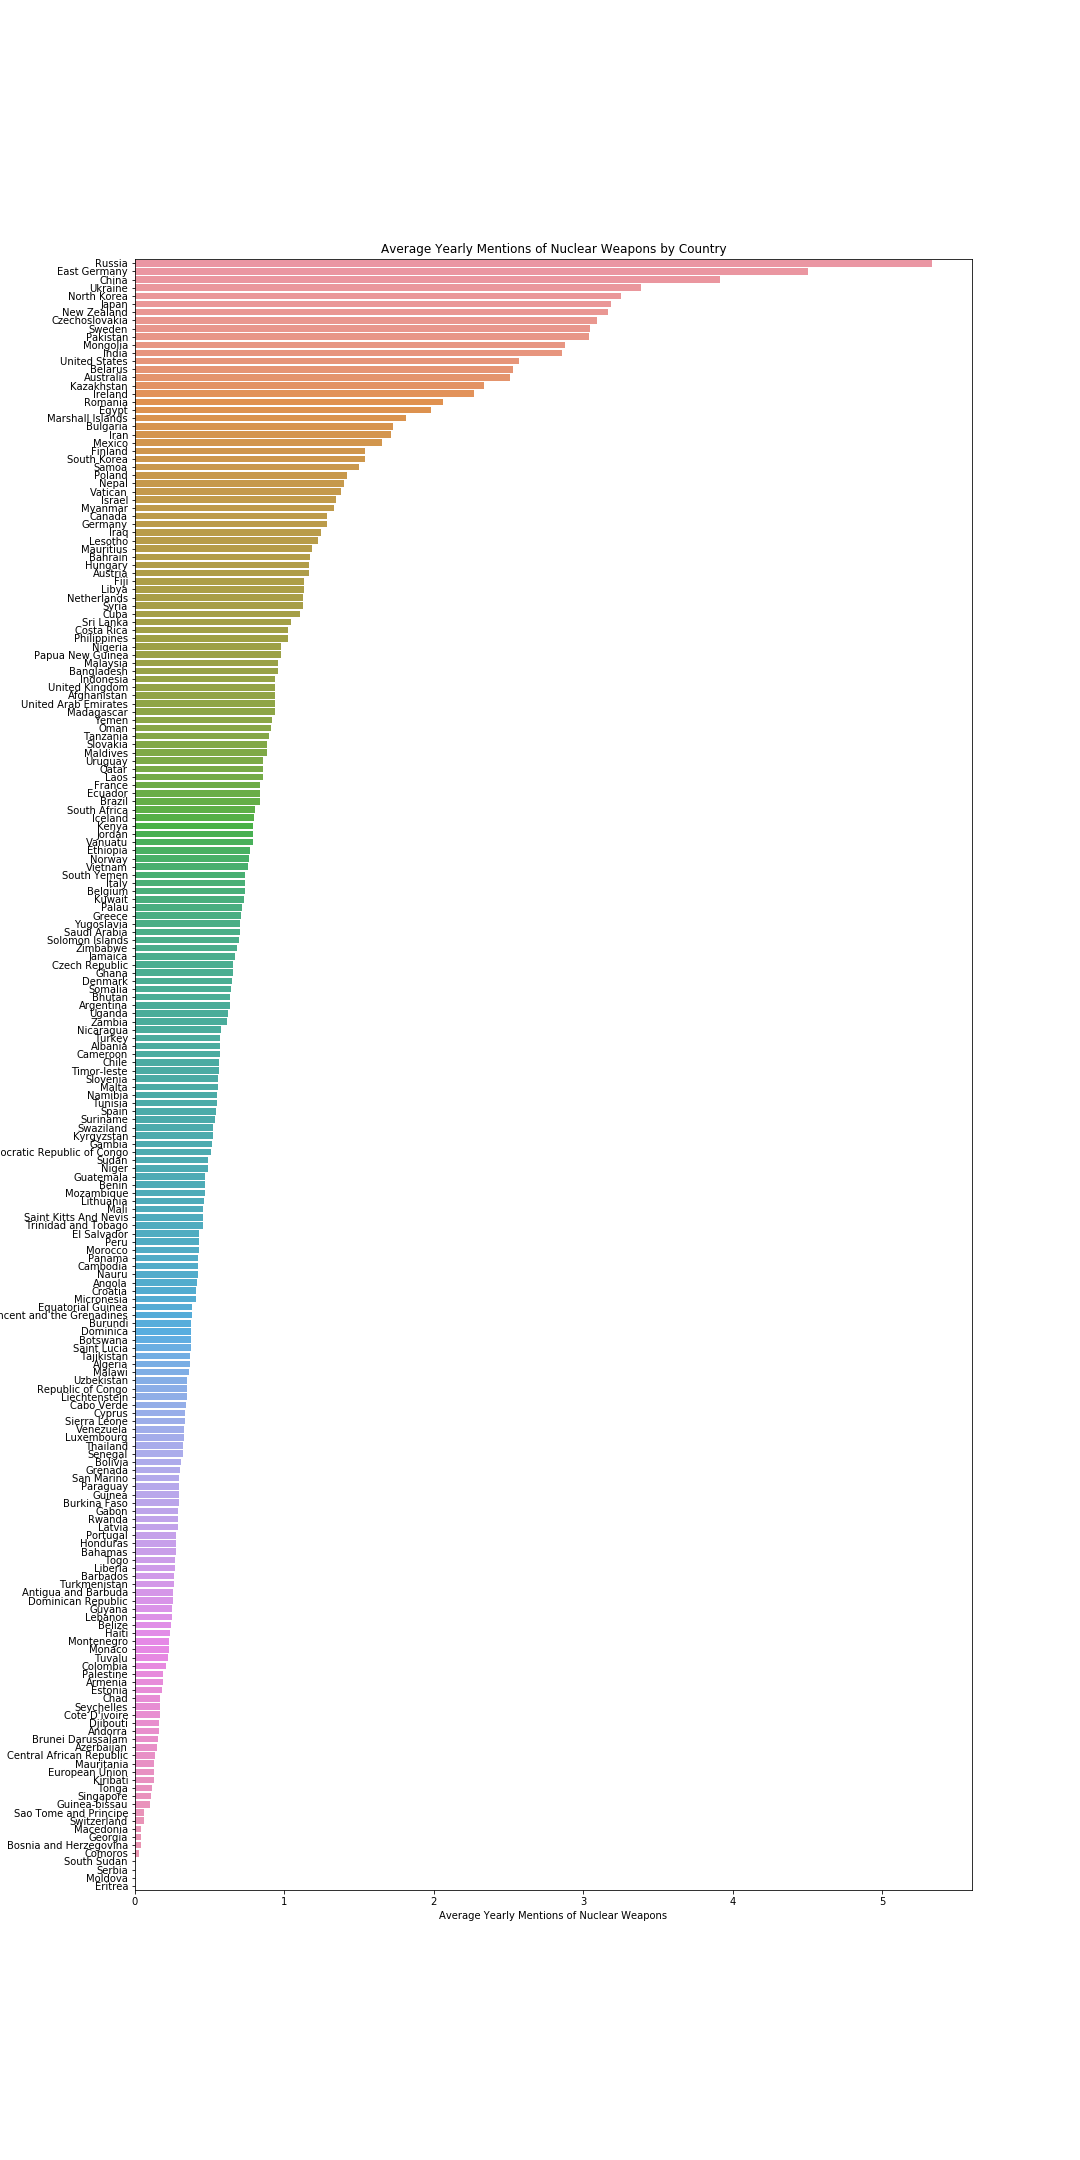 Average Yearly Mentions of Nuclear Weapons by Country
Russia
East Germany
China
Ukraine
North Korea
Japan
New Zealand
Czechoslovakia
Sweden
Pakistan
Mongolia
India
United States
Belarus
Australia
Kazakhstan
Ireland
Romania
Egypt
Marshall Islands
Bulgaria
Iran
Mexico
Finland
South Korea
Samoa
Poland
Nepal
Vatican
Israel
Myanmar
Canada
Germany
Iraq
Lesotho
Mauritius
Bahrain
Hungary
Austria
Fiji
Libya
Netherlands
Syria
Cuba
Sri Lanka
Costa Rica
Philippines
Nigeria
Papua New Guinea
Malaysia
Bangladesh
Indonesia
United Kingdom
Afghanistan
United Arab Emirates
Madagascar
Yemen
Oman
Tanzania
Slovakia
Maldives
Uruguay
Qatar
Laos
France
Ecuador
Brazil
South Africa
Iceland
Kenya
Jordan
Vanuatu
Ethiopia
Norway
Vietnam
South Yemen
Italy
Belgium
Kuwait
Palau
Greece
Yugoslavia
Saudi Arabia
Solomon Islands
Zimbabwe
Jamaica
Czech Republic
Ghana
Denmark
Somalia
Bhutan
Argentina
Uganda
Zambia
Nicaragua
Turkey
Albania
Cameroon
Chile
Timor-leste
Slovenia
Malta
Namibia
Tunisia
Spain
Suriname
Swaziland
Kyrgyzstan
Gambia
ocratic Republic of Congo
Sudan
Niger
Guatemala
Benin
Mozambique
Lithuania
Mali
Saint Kitts And Nevis
Trinidad and Tobago
El Salvador
Peru
Morocco
Panama
Cambodia
Nauru
Angola
Croatia
Micronesia
Equatorial Guinea
ncent and the Grenadines
Burundi
Dominica
Botswana
Saint Lucia
Tajikistan
Algeria
Malawi
Uzbekistan
Republic of Congo
Liechtenstein
Cabo Verde
Cyprus
Sierra Leone
Venezuela
Luxembourg
Thailand
Senegal
Bolivia
Grenada
San Marino
Paraguay
Guinea
Burkina Faso
Gabon
Rwanda
Latvia
Portugal
Honduras
Bahamas
Togo
Liberia
Barbados
Turkmenistan
Antigua and Barbuda
Dominican Republic
Guyana
Lebanon
Belize
Haiti
Montenegro
Monaco
Tuvalu
Colombia
Palestine
Armenia
Estonia
Chad
Seychelles
Cote D'ivoire
Djibouti
Andorra
Brunei Darussalam
Azerbaijan
Central African Republic
Mauritania
European Union
Kiribati
Tonga
Singapore
Guinea-bissau
Sao Tome and Principe
Switzerland
Macedonia
Georgia
Bosnia and Herzegovina
Comoros
South Sudan
Serbia
Moldova
Eritrea
0 1 2 3 4 5
Average Yearly Mentions of Nuclear Weapons